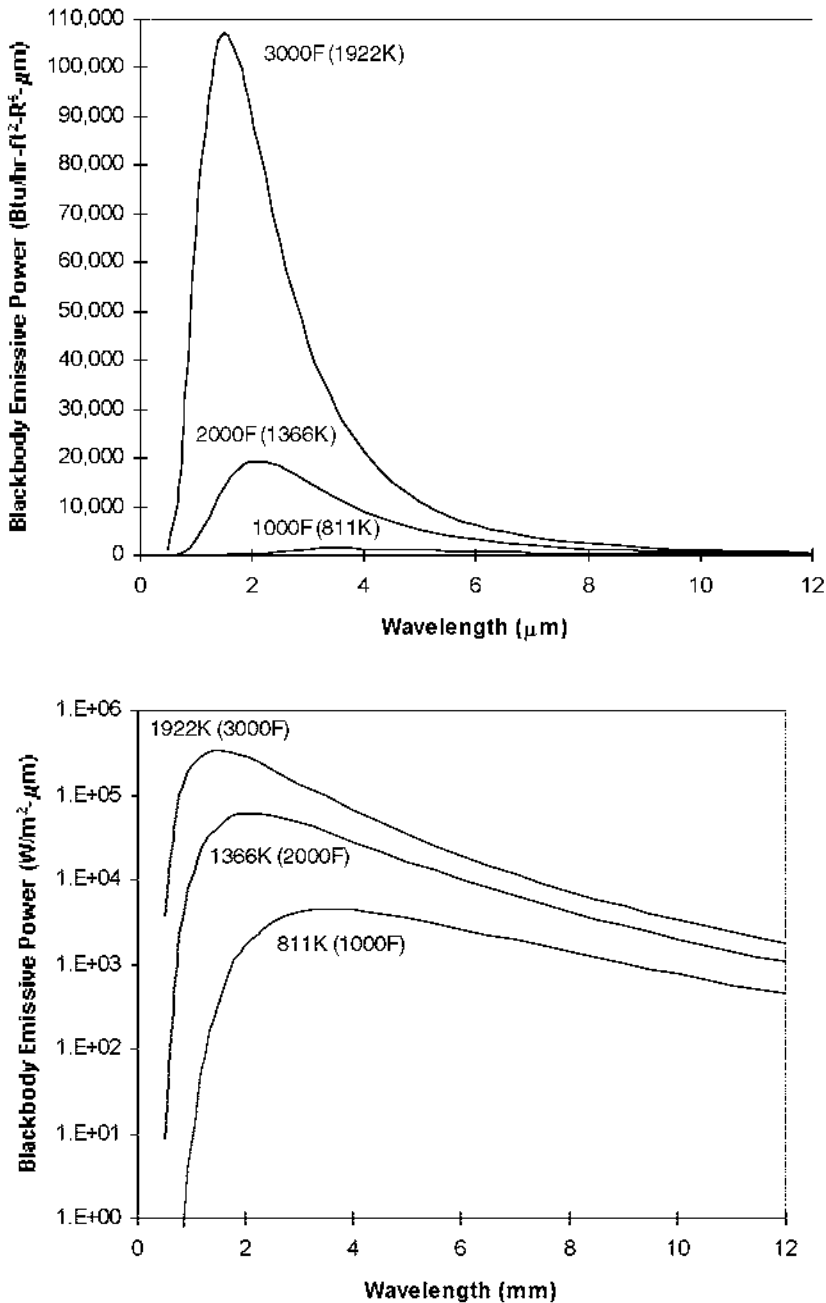 Blackbody Emissive Power (Btu/hr-ft²-R⁵-μm)
110,000
100,000
90,000
80,000
70,000
60,000
50,000
40,000
30,000
20,000
10,000
0
3000F (1922K)
2000F (1366K)
1000F (811K)
0 2 4 6 8 10 12
Wavelength (μm)
Blackbody Emissive Power (W/m⁻²-μm)
1.E+06
1.E+05
1.E+04
1.E+03
1.E+02
1.E+01
1.E+00
1922K (3000F)
1366K (2000F)
811K (1000F)
0 2 4 6 8 10 12
Wavelength (mm)